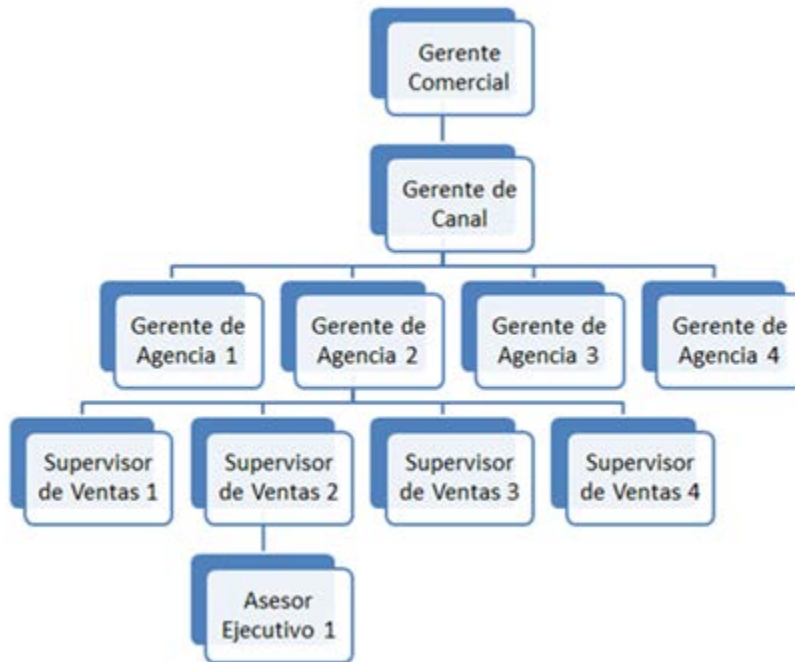 Gerente
Comercial
Gerente de
Canal
Gerente de
Agencia 1
Gerente de
Agencia 2
Gerente de
Agencia 3
Gerente de
Agencia 4
Supervisor
de Ventas 1
Supervisor
de Ventas 2
Supervisor
de Ventas 3
Supervisor
de Ventas 4
Asesor
Ejecutivo 1